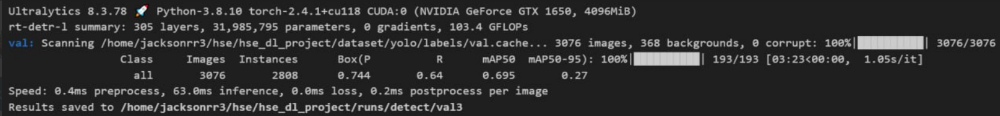 Ultralytics 8.3.78 🚀 Python-3.8.10 torch-2.4.1+cu118 CUDA:0 (NVIDIA GeForce GTX 1650, 4096MiB)
rt-detr-l summary: 305 layers, 31,985,795 parameters, 0 gradients, 103.4 GFLOPs
val: Scanning /home/jacksonrr3/hse/hse_dl_project/dataset/yolo/labels/val.cache... 3076 images, 368 backgrounds, 0 corrupt: 100%|██████████| 3076/3076
Class Images Instances Box(P R mAP50 mAP50-95): 100%|██████████| 193/193 [03:23<00:00, 1.05s/it]
all 3076 2808 0.744 0.64 0.695 0.27
Speed: 0.4ms preprocess, 63.0ms inference, 0.0ms loss, 0.2ms postprocess per image
Results saved to /home/jacksonrr3/hse/hse_dl_project/runs/detect/val3